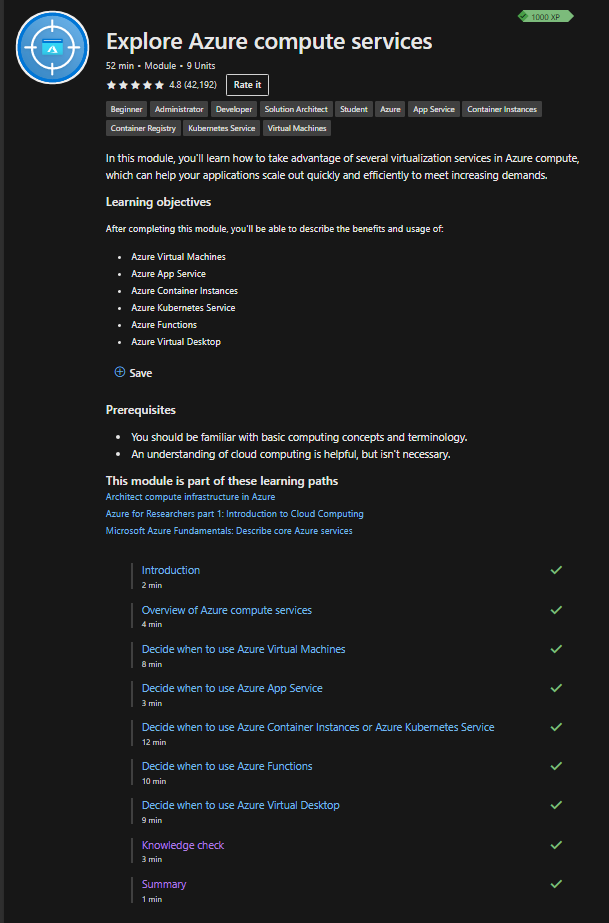 1000 XP
Explore Azure compute services
52 min • Module • 9 Units
4.8 (42,192) Rate it
Beginner Administrator Developer Solution Architect Student Azure App Service Container Instances
Container Registry Kubernetes Service Virtual Machines
In this module, you'll learn how to take advantage of several virtualization services in Azure compute,
which can help your applications scale out quickly and efficiently to meet increasing demands.
Learning objectives
After completing this module, you'll be able to describe the benefits and usage of:
• Azure Virtual Machines
• Azure App Service
• Azure Container Instances
• Azure Kubernetes Service
• Azure Functions
• Azure Virtual Desktop
Save
Prerequisites
• You should be familiar with basic computing concepts and terminology.
• An understanding of cloud computing is helpful, but isn't necessary.
This module is part of these learning paths
Architect compute infrastructure in Azure
Azure for Researchers part 1: Introduction to Cloud Computing
Microsoft Azure Fundamentals: Describe core Azure services
Introduction
2 min
Overview of Azure compute services
4 min
Decide when to use Azure Virtual Machines
8 min
Decide when to use Azure App Service
3 min
Decide when to use Azure Container Instances or Azure Kubernetes Service
12 min
Decide when to use Azure Functions
10 min
Decide when to use Azure Virtual Desktop
9 min
Knowledge check
3 min
Summary
1 min